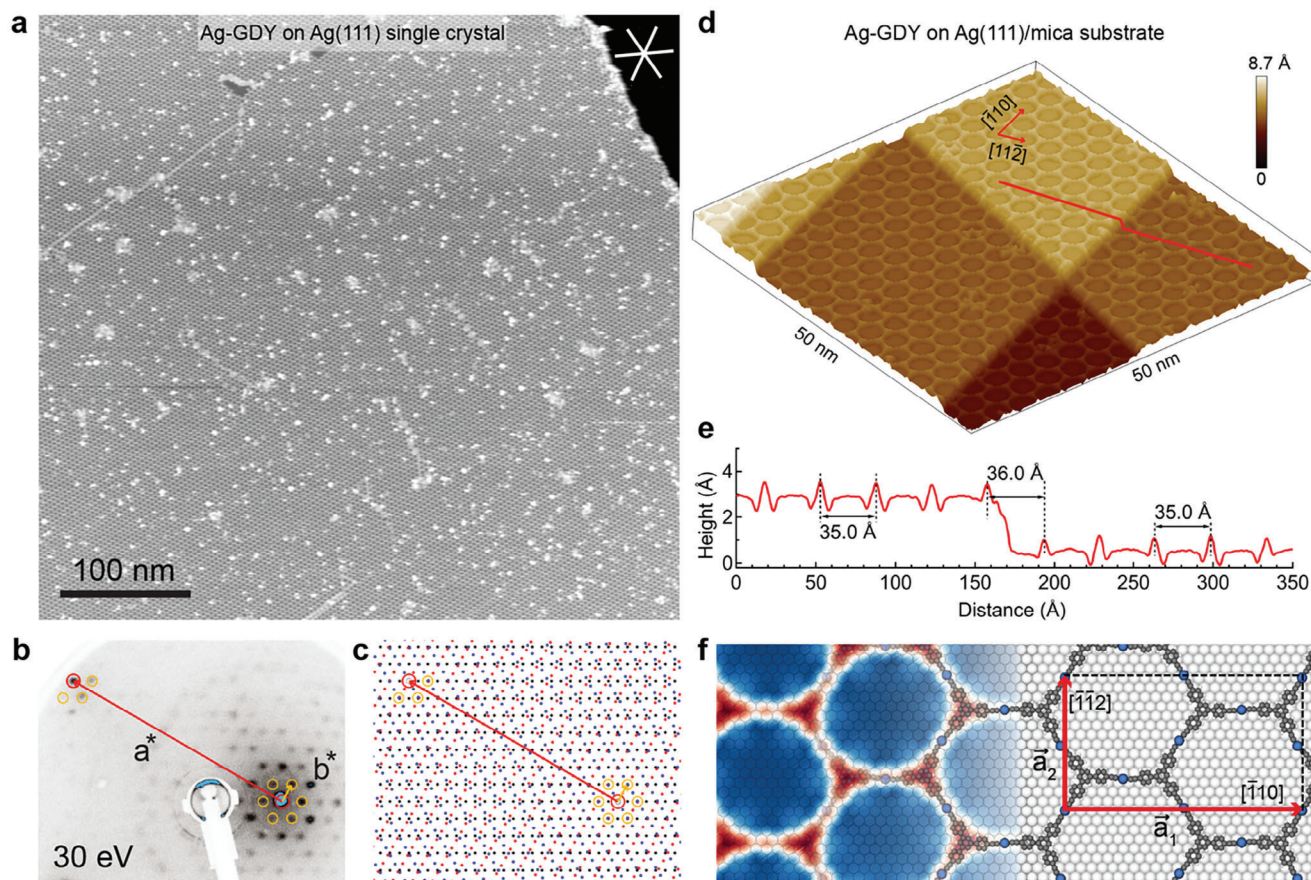 a
Ag-GDY on Ag(111) single crystal
100 nm
d
Ag-GDY on Ag(111)/mica substrate
8.7 Å
0
[1̅10]
[112̅]
50 nm
50 nm
e
Height (Å)
4
2
0
36.0 Å
35.0 Å
35.0 Å
0 50 100 150 200 250 300 350
Distance (Å)
b
a*
b*
30 eV
c
f
[1̅1̅2]
a⃗2
[1̅10]
a⃗1